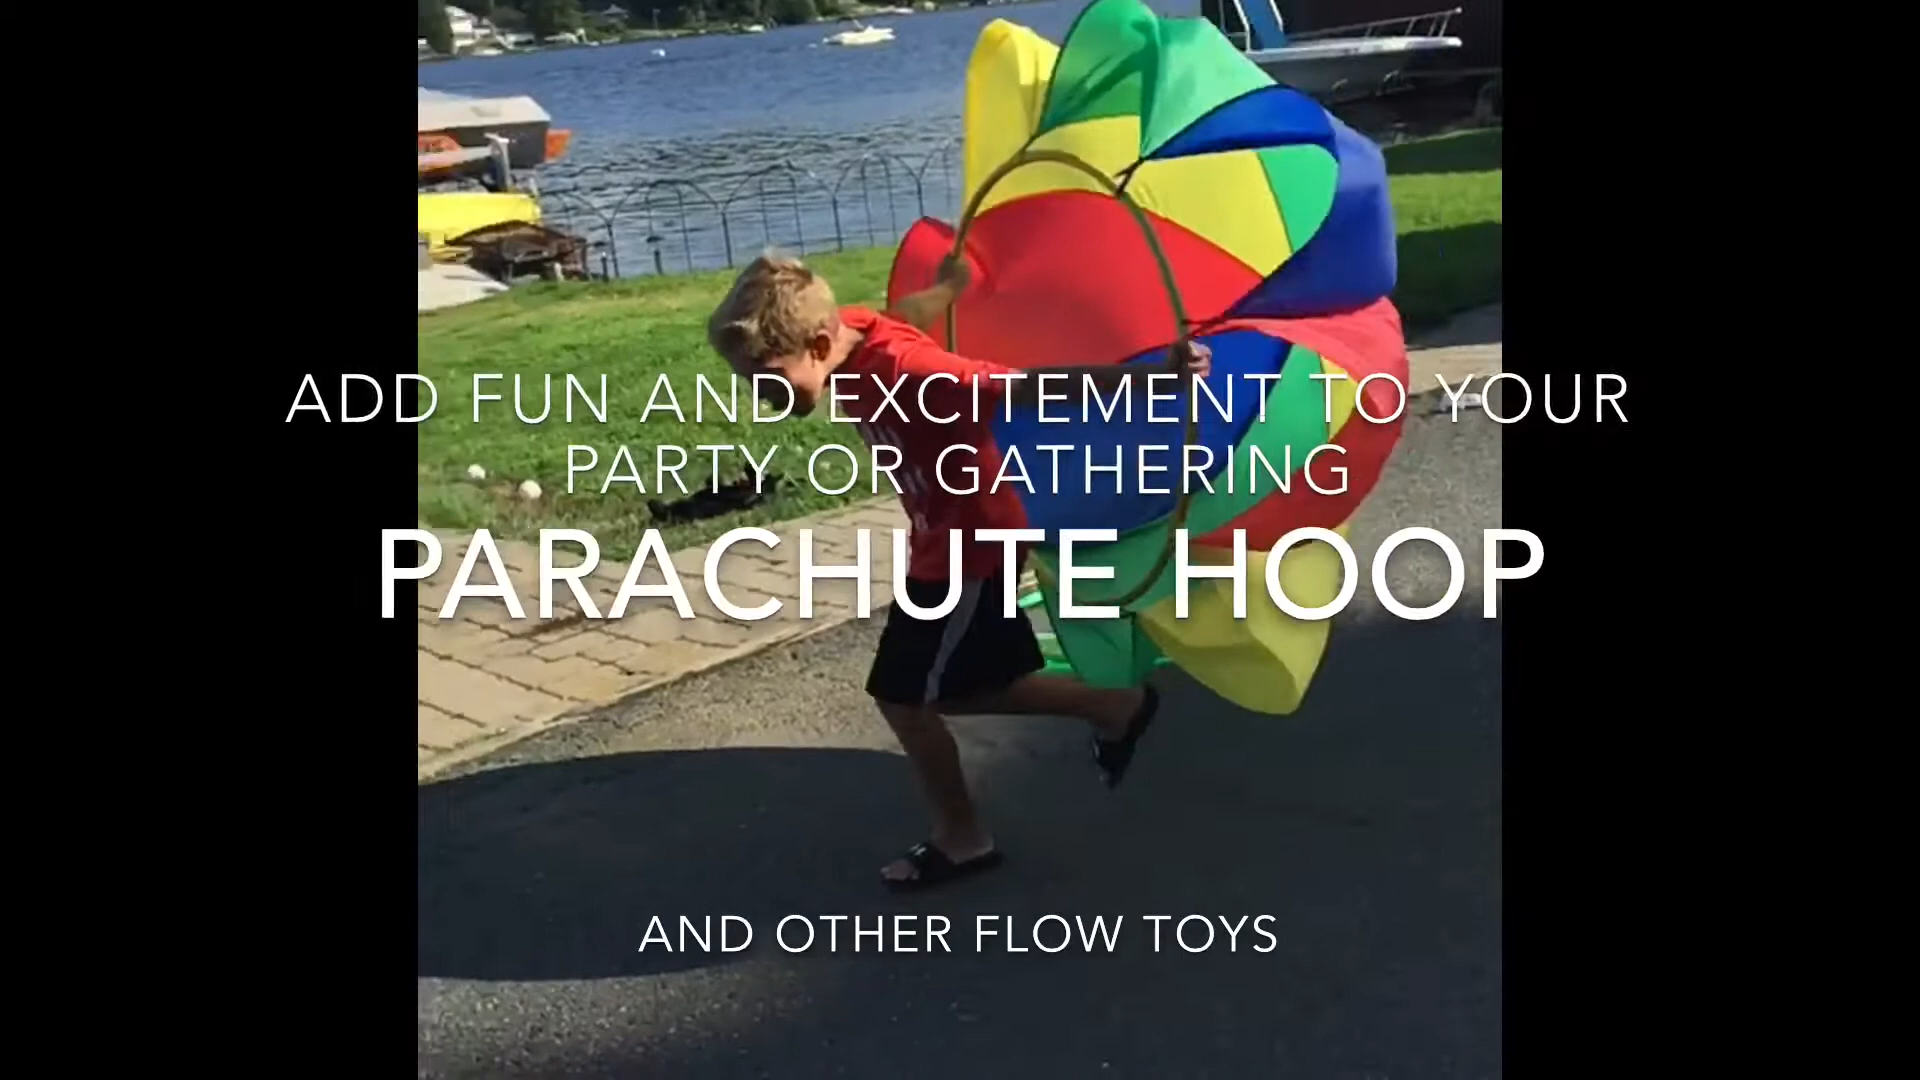 ADD FUN AND EXCITEMENT TO YOUR
PARTY OR GATHERING
PARACHUTE HOOP
AND OTHER FLOW TOYS